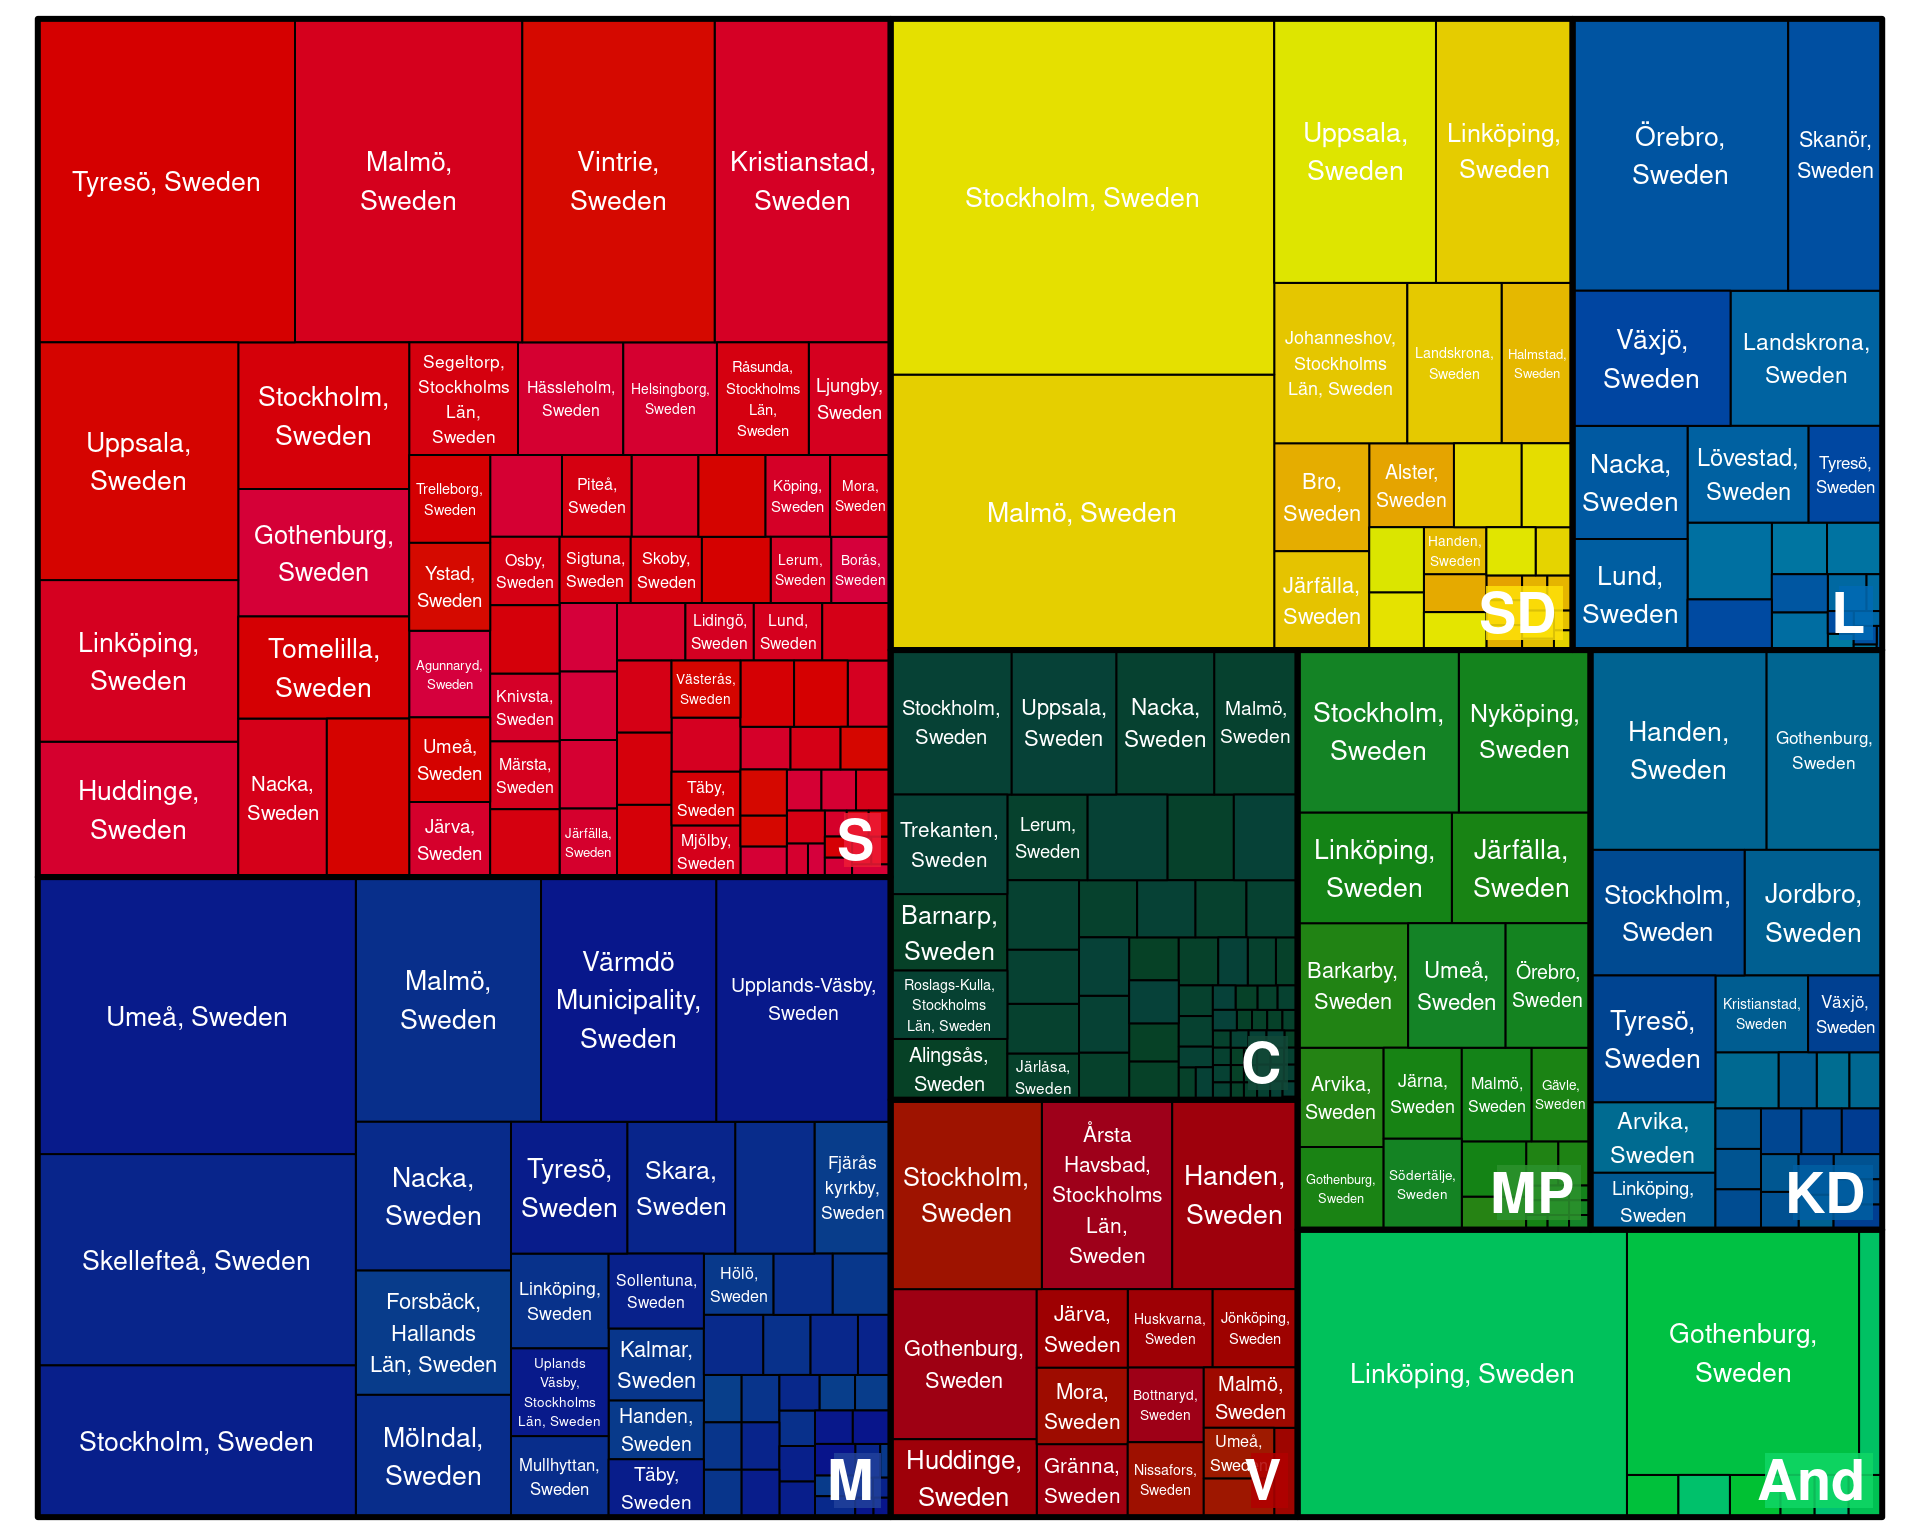 Tyresö, Sweden
Malmö,
Sweden
Vintrie,
Sweden
Kristianstad,
Sweden
Uppsala,
Sweden
Linköping,
Sweden
Huddinge,
Sweden
Stockholm,
Sweden
Gothenburg,
Sweden
Tomelilla,
Sweden
Nacka,
Sweden
Segeltorp,
Stockholms
Län,
Sweden
Hässleholm,
Sweden
Helsingborg,
Sweden
Råsunda,
Stockholms
Län,
Sweden
Ljungby,
Sweden
Trelleborg,
Sweden
Piteå,
Sweden
Köping,
Sweden
Mora,
Sweden
Ystad,
Sweden
Osby,
Sweden
Sigtuna,
Sweden
Skoby,
Sweden
Lerum,
Sweden
Borås,
Sweden
Agunnaryd,
Sweden
Knivsta,
Sweden
Lidingö,
Sweden
Lund,
Sweden
Västerås,
Sweden
Umeå,
Sweden
Märsta,
Sweden
Täby,
Sweden
Järva,
Sweden
Järfälla,
Sweden
Mjölby,
Sweden
S
Stockholm, Sweden
Malmö, Sweden
Uppsala,
Sweden
Linköping,
Sweden
Johanneshov,
Stockholms
Län, Sweden
Landskrona,
Sweden
Halmstad,
Sweden
Bro,
Sweden
Alster,
Sweden
Handen,
Sweden
Järfälla,
Sweden
SD
Örebro,
Sweden
Skanör,
Sweden
Växjö,
Sweden
Landskrona,
Sweden
Nacka,
Sweden
Lövestad,
Sweden
Tyresö,
Sweden
Lund,
Sweden
L
Umeå, Sweden
Skellefteå, Sweden
Stockholm, Sweden
Malmö,
Sweden
Värmdö
Municipality,
Sweden
Upplands-Väsby,
Sweden
Nacka,
Sweden
Forsbäck,
Hallands
Län, Sweden
Mölndal,
Sweden
Tyresö,
Sweden
Skara,
Sweden
Fjärås
kyrkby,
Sweden
Linköping,
Sweden
Sollentuna,
Sweden
Hölö,
Sweden
Uplands
Väsby,
Stockholms
Län, Sweden
Kalmar,
Sweden
Handen,
Sweden
Mullhyttan,
Sweden
Täby,
Sweden
M
Stockholm,
Sweden
Uppsala,
Sweden
Nacka,
Sweden
Malmö,
Sweden
Trekanten,
Sweden
Lerum,
Sweden
Barnarp,
Sweden
Roslags-Kulla,
Stockholms
Län, Sweden
Alingsås,
Sweden
Järlåsa,
Sweden
C
Stockholm,
Sweden
Årsta
Havsbad,
Stockholms
Län,
Sweden
Handen,
Sweden
Gothenburg,
Sweden
Huddinge,
Sweden
Järva,
Sweden
Huskvarna,
Sweden
Jönköping,
Sweden
Mora,
Sweden
Bottnaryd,
Sweden
Malmö,
Sweden
Gränna,
Sweden
Nissafors,
Sweden
Umeå,
Sweden
V
Stockholm,
Sweden
Nyköping,
Sweden
Linköping,
Sweden
Järfälla,
Sweden
Barkarby,
Sweden
Umeå,
Sweden
Örebro,
Sweden
Arvika,
Sweden
Järna,
Sweden
Malmö,
Sweden
Gävle,
Sweden
Gothenburg,
Sweden
Södertälje,
Sweden
MP
Handen,
Sweden
Gothenburg,
Sweden
Stockholm,
Sweden
Jordbro,
Sweden
Tyresö,
Sweden
Kristianstad,
Sweden
Växjö,
Sweden
Arvika,
Sweden
Linköping,
Sweden
KD
Linköping, Sweden
Gothenburg,
Sweden
And